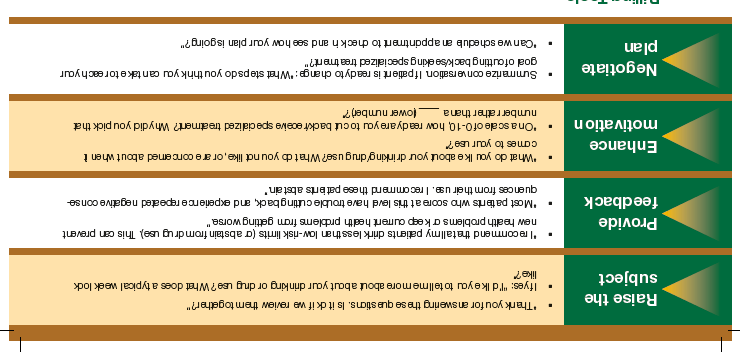 Raise the
subject
• "Thank you for answering these questions. Is it ok if we review them together?"
• If yes: "I'd like you to tell me more about your drinking or drug use? What does a typical week look
like?"
Provide
feedback
• "I recommend that all my patients drink less than low-risk limits (or abstain from drug use). This can prevent
new health problems or keep current health problems from getting worse."
• "Most patients who score at this level have trouble cutting back, and experience repeated negative conse-
quences from their use. I recommend these patients abstain."
Enhance
motivation
• "What do you like about your drinking/drug use? What do you not like, or are concerned about when it
comes to your use?"
• "On a scale of 0-10, how ready are you to cut back/receive specialized treatment? Why did you pick that
number rather than a ____ (lower number)?"
Negotiate
plan
• Summarize conversation. If patient is ready to change: "What steps do you think you can take to reach your
goal of cutting back/seeking specialized treatment?"
• "Can we schedule an appointment to check in and see how your plan is going?"